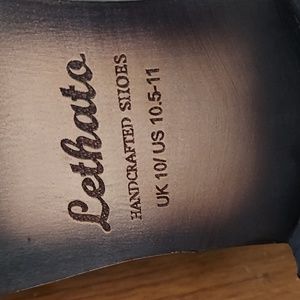 Lethato
HANDCRAFTED SHOES
UK 10/ US 10.5-11